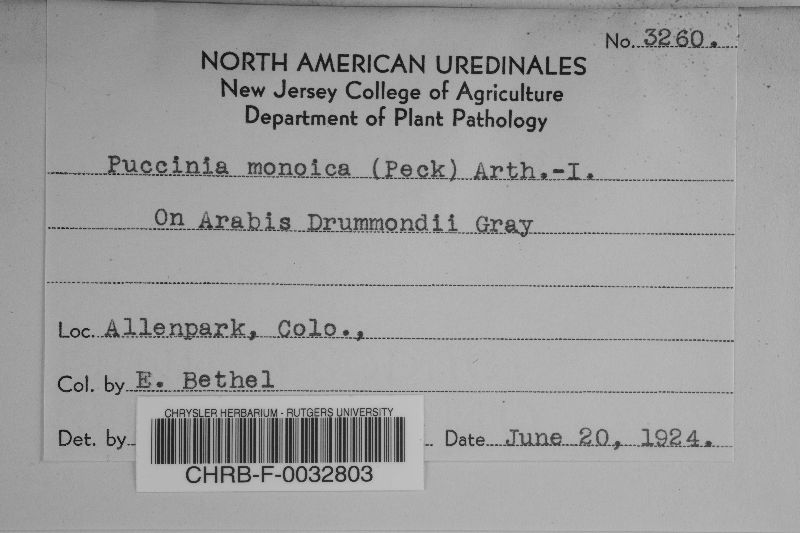 No. 3260.
NORTH AMERICAN UREDINALES
New Jersey College of Agriculture
Department of Plant Pathology
Puccinia monoica (Peck) Arth.-I.
On Arabis Drummondii Gray
Loc. Allenpark, Colo.,
Col. by E. Bethel
Det. by Date June 20, 1924.
CHRYSLER HERBARIUM - RUTGERS UNIVERSITY
CHRB-F-0032803